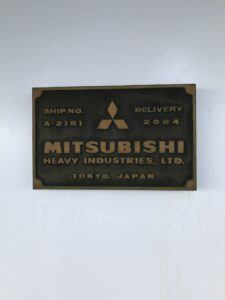 SHIP NO. DELIVERY
A-2181 2004
MITSUBISHI
HEAVY INDUSTRIES, LTD.
TOKYO, JAPAN